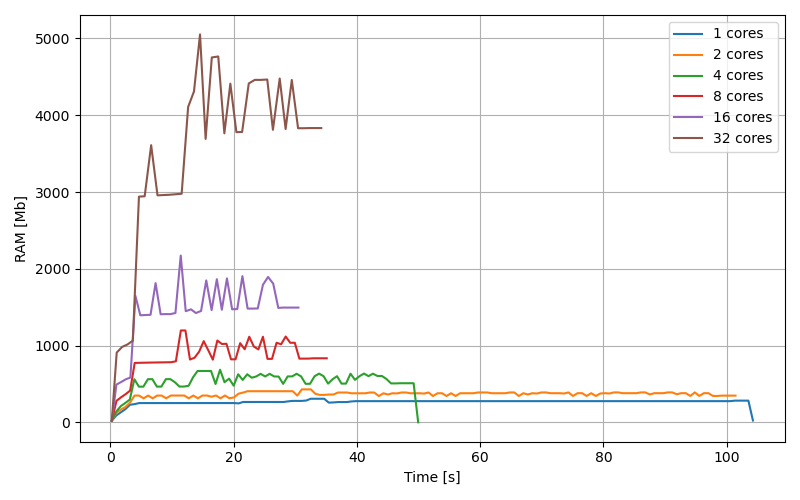 5000
4000
3000
2000
1000
0
RAM [Mb]
0 20 40 60 80 100
Time [s]
1 cores
2 cores
4 cores
8 cores
16 cores
32 cores